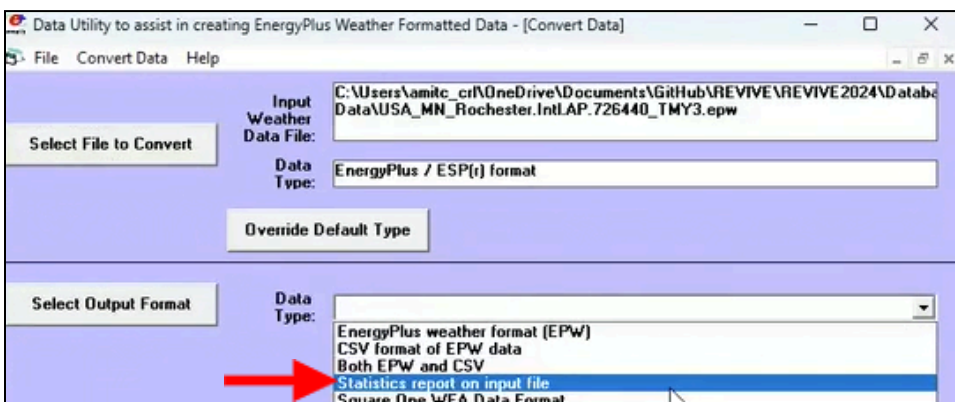 Data Utility to assist in creating EnergyPlus Weather Formatted Data - [Convert Data]
File Convert Data Help
Input Weather Data File:
C:\Users\amitc_crl\OneDrive\Documents\GitHub\REVIVE\REVIVE2024\Databa
Data\USA_MN_Rochester.Intl.AP.726440_TMY3.epw
Select File to Convert
Data Type:
EnergyPlus / ESP(r) format
Override Default Type
Select Output Format
Data Type:
EnergyPlus weather format (EPW)
CSV format of EPW data
Both EPW and CSV
Statistics report on input file
Square One WEA Data Format